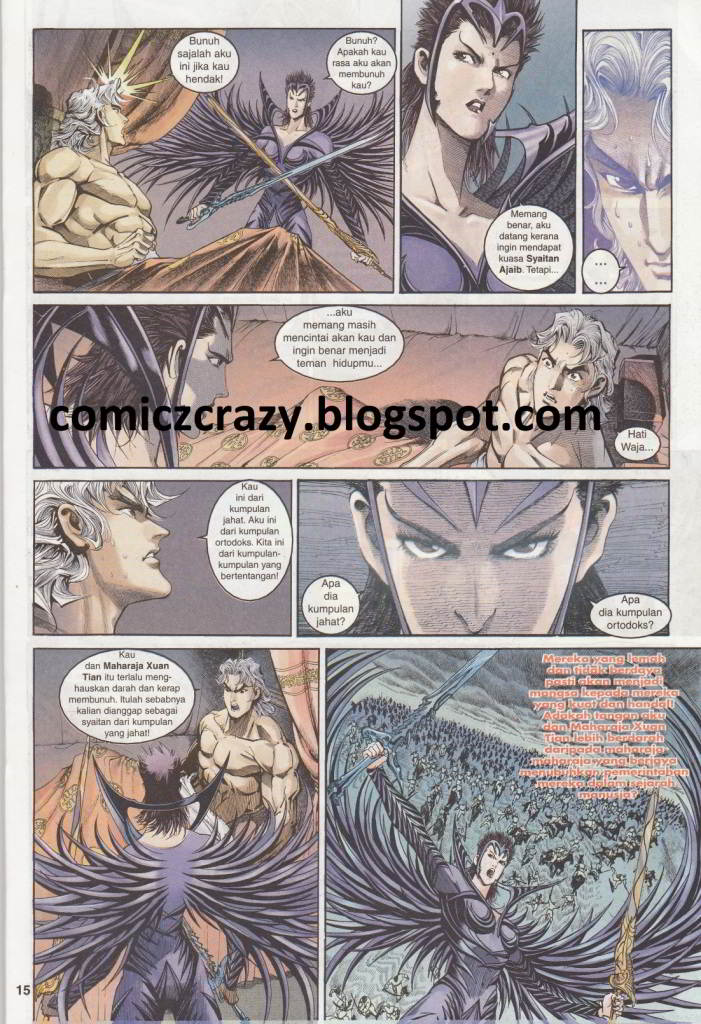 Bunuh
sajalah aku
ini jika kau
hendak!
Bunuh?
Apakah kau
rasa aku akan
membunuh
kau?
Memang
benar, aku
datang kerana
ingin mendapat
kuasa Syaitan
Ajaib. Tetapi...
...
...
...aku
memang masih
mencintai akan kau dan
ingin benar menjadi
teman hidupmu...
comiczcrazy.blogspot.com
Hati
Waja...
Kau
ini dari
kumpulan
jahat. Aku ini
dari kumpulan
ortodoks. Kita ini
dari kumpulan-
kumpulan yang
bertentangan!
Apa
dia
kumpulan
jahat?
Apa
dia kumpulan
ortodoks?
Kau
dan Maharaja Xuan
Tian itu terlalu meng-
hauskan darah dan kerap
membunuh. Itulah sebabnya
kalian dianggap sebagai
syaitan dari kumpulan
yang jahat!
Mereka yang lemah
dan tidak berdaya
pasti akan menjadi
mangsa kepada mereka
yang kuat dan handal!
Adakah tangan aku
dan Maharaja Xuan
Tian lebih berdarah
daripada maharaja-
maharaja yang berjaya
menubuhkan pemerintahan
mereka dalam sejarah
manusia?
15